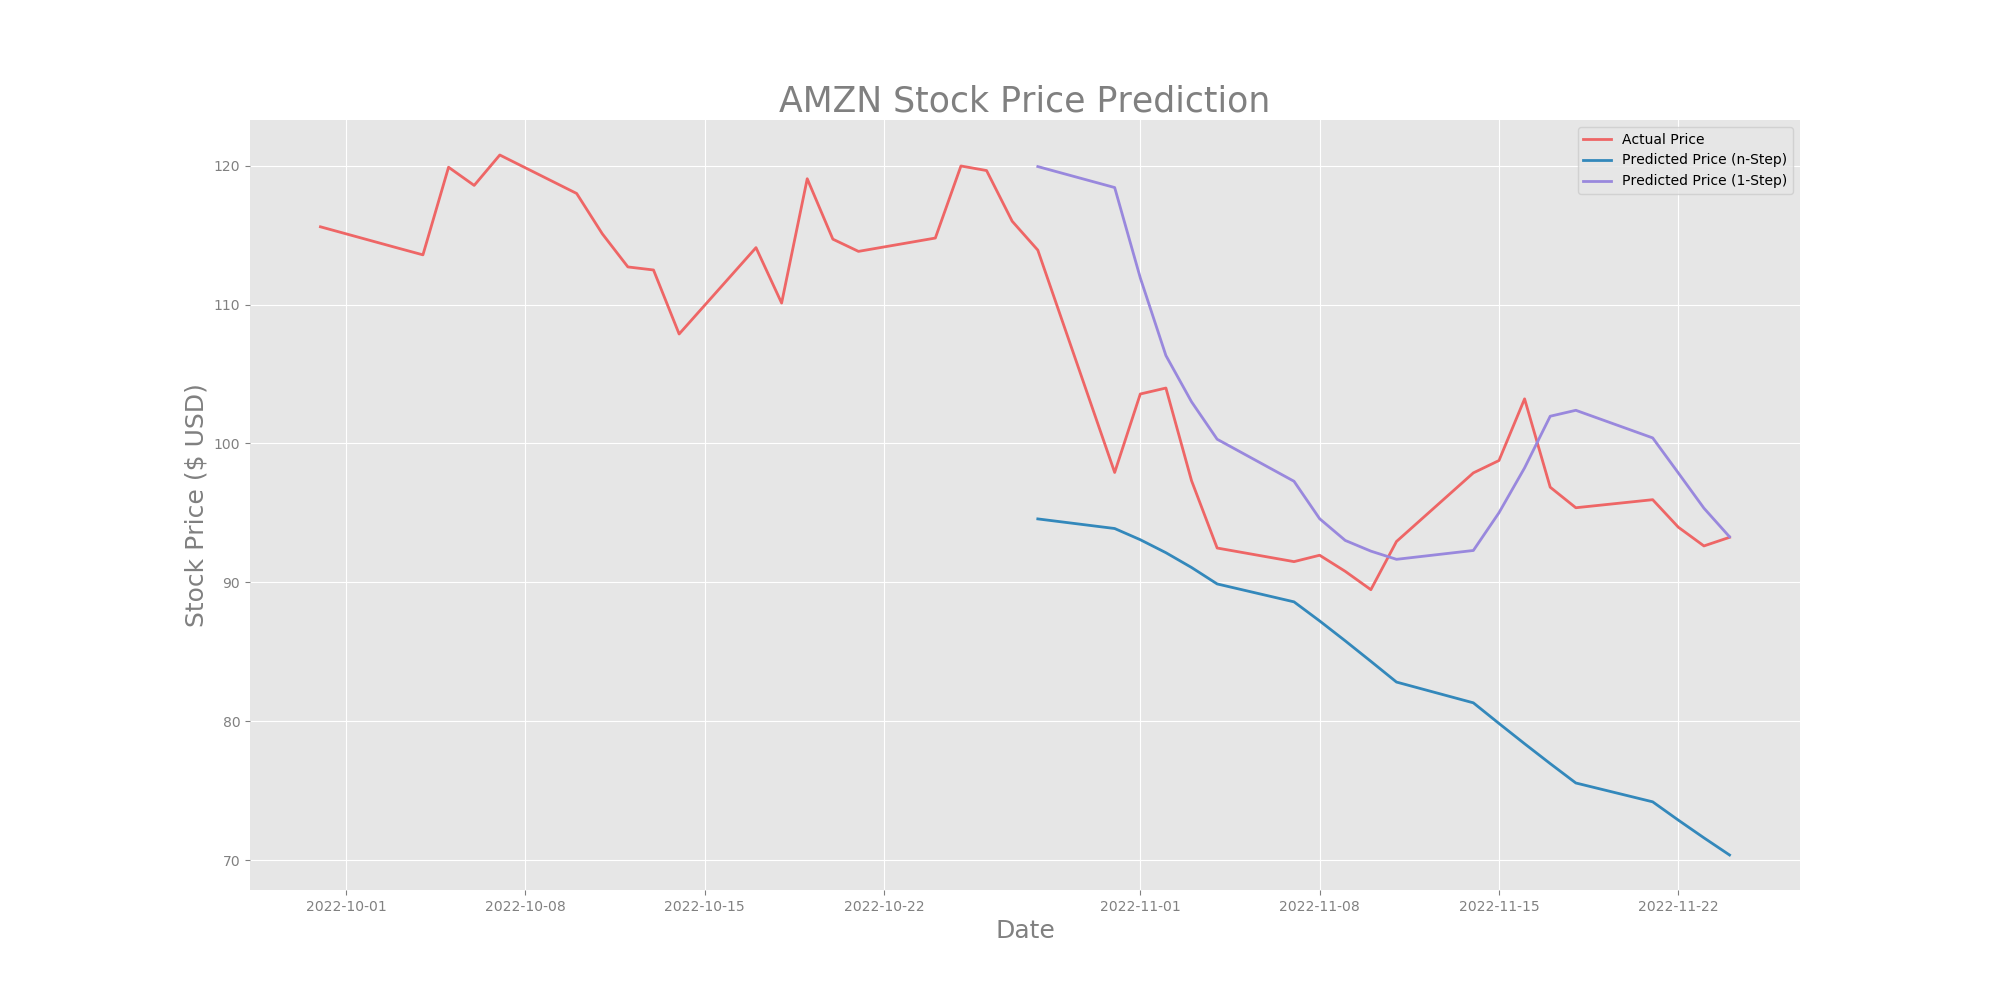 AMZN Stock Price Prediction
Actual Price
Predicted Price (n-Step)
Predicted Price (1-Step)
Stock Price ($ USD)
120
110
100
90
80
70
2022-10-01 2022-10-08 2022-10-15 2022-10-22 2022-11-01 2022-11-08 2022-11-15 2022-11-22
Date